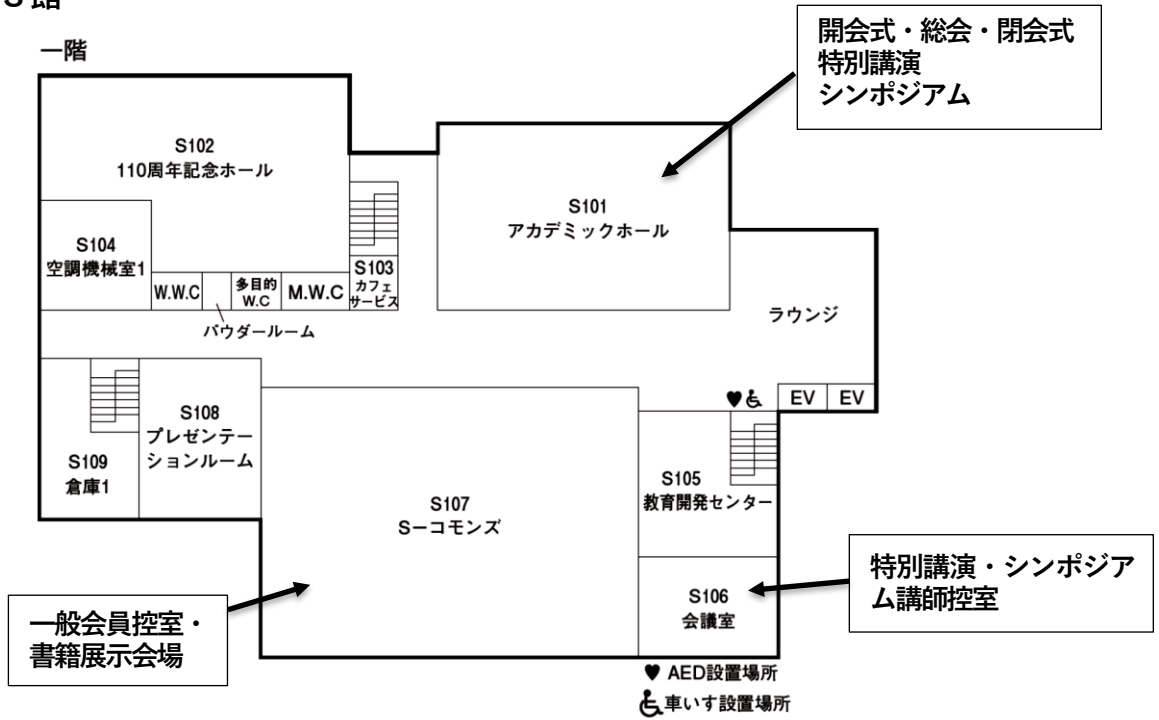 一階
開会式・総会・閉会式
特別講演
シンポジアム
S102
110周年記念ホール
S101
アカデミックホール
S104
空調機械室1
S103
カフェ
サービス
W.W.C
多目的
W.C
M.W.C
パウダールーム
ラウンジ
EV
EV
S108
プレゼンテー
ションルーム
S109
倉庫1
S107
Sーコモンズ
S105
教育開発センター
S106
会議室
特別講演・シンポジア
ム講師控室
一般会員控室・
書籍展示会場
♥ AED設置場所
車いす設置場所